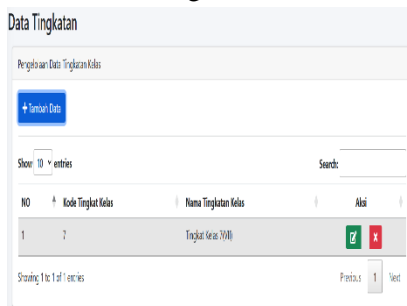 Data Tingkatan
Pengelolaan Data Tingkatan Kelas
+ Tambah Data
Show 10 entries
Search:
NO Kode Tingkat Kelas Nama Tingkatan Kelas Aksi
1 7 Tingkat Kelas 7(VII)
Showing 1 to 1 of 1 entries
Previous 1 Next